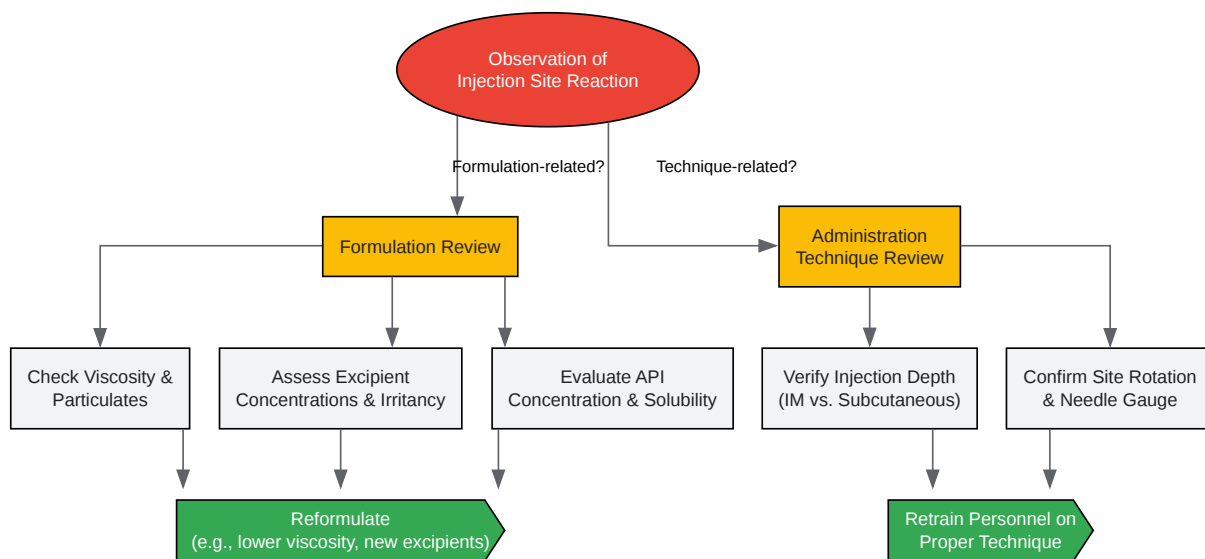 Observation of
Injection Site Reaction
Formulation-related?
Technique-related?
Formulation Review
Administration
Technique Review
Check Viscosity &
Particulates
Assess Excipient
Concentrations & Irritancy
Evaluate API
Concentration & Solubility
Verify Injection Depth
(IM vs. Subcutaneous)
Confirm Site Rotation
& Needle Gauge
Reformulate
(e.g., lower viscosity, new excipients)
Retrain Personnel on
Proper Technique